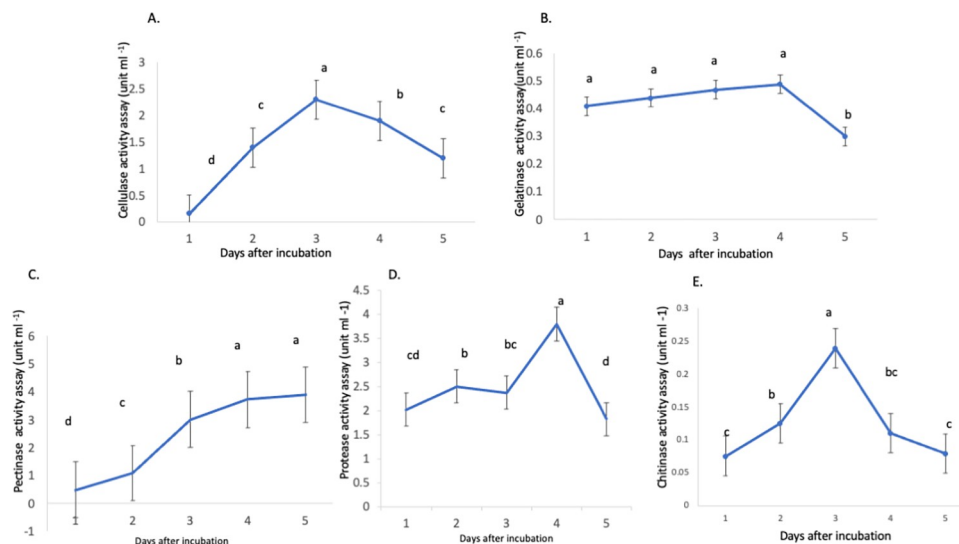 A.
Cellulase activity assay (unit ml -1)
3
2.5
2
1.5
1
0.5
0
d
c
a
b
c
1 2 3 4 5
Days after incubation
B.
Gelatinase activity assay(unit ml -1)
0.6
0.5
0.4
0.3
0.2
0.1
0
a
a
a
a
b
1 2 3 4 5
Days after incubation
C.
Pectinase activity assay (unit ml -1)
6
5
4
3
2
1
0
-1
d
c
b
a
a
1 2 3 4 5
Days after incubation
D.
Protease activity assay (unit ml -1)
4.5
4
3.5
3
2.5
2
1.5
1
0.5
0
cd
b
bc
a
d
1 2 3 4 5
Days after incubation
E.
Chitinase activity assay (unit ml -1)
0.3
0.25
0.2
0.15
0.1
0.05
0
c
b
a
bc
c
1 2 3 4 5
Days after incubation